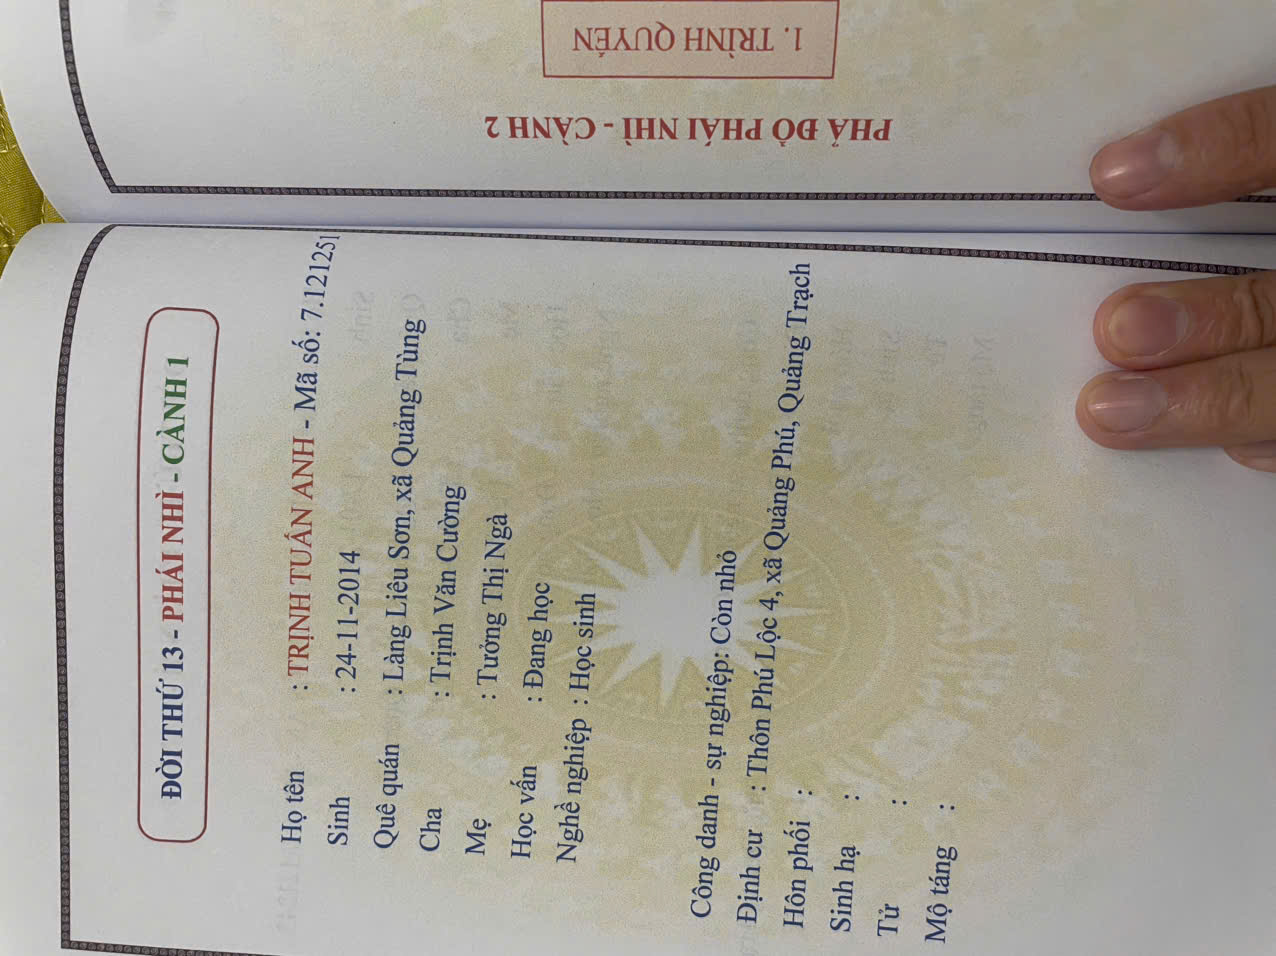 ĐỜI THỨ 13 - PHÁI NHÌ - CÀNH 1
Họ tên : TRỊNH TUẤN ANH - Mã số: 7.121251
Sinh : 24-11-2014
Quê quán : Làng Liêu Sơn, xã Quảng Tùng
Cha : Trịnh Văn Cường
Mẹ : Tưởng Thị Ngà
Học vấn : Đang học
Nghề nghiệp : Học sinh
Công danh - sự nghiệp: Còn nhỏ
Định cư : Thôn Phú Lộc 4, xã Quảng Phú, Quảng Trạch
Hôn phối :
Sinh hạ :
Tử :
Mộ táng :
PHẢ ĐỒ PHÁI NHÌ - CÀNH 2
1. TRÌNH QUYỀN